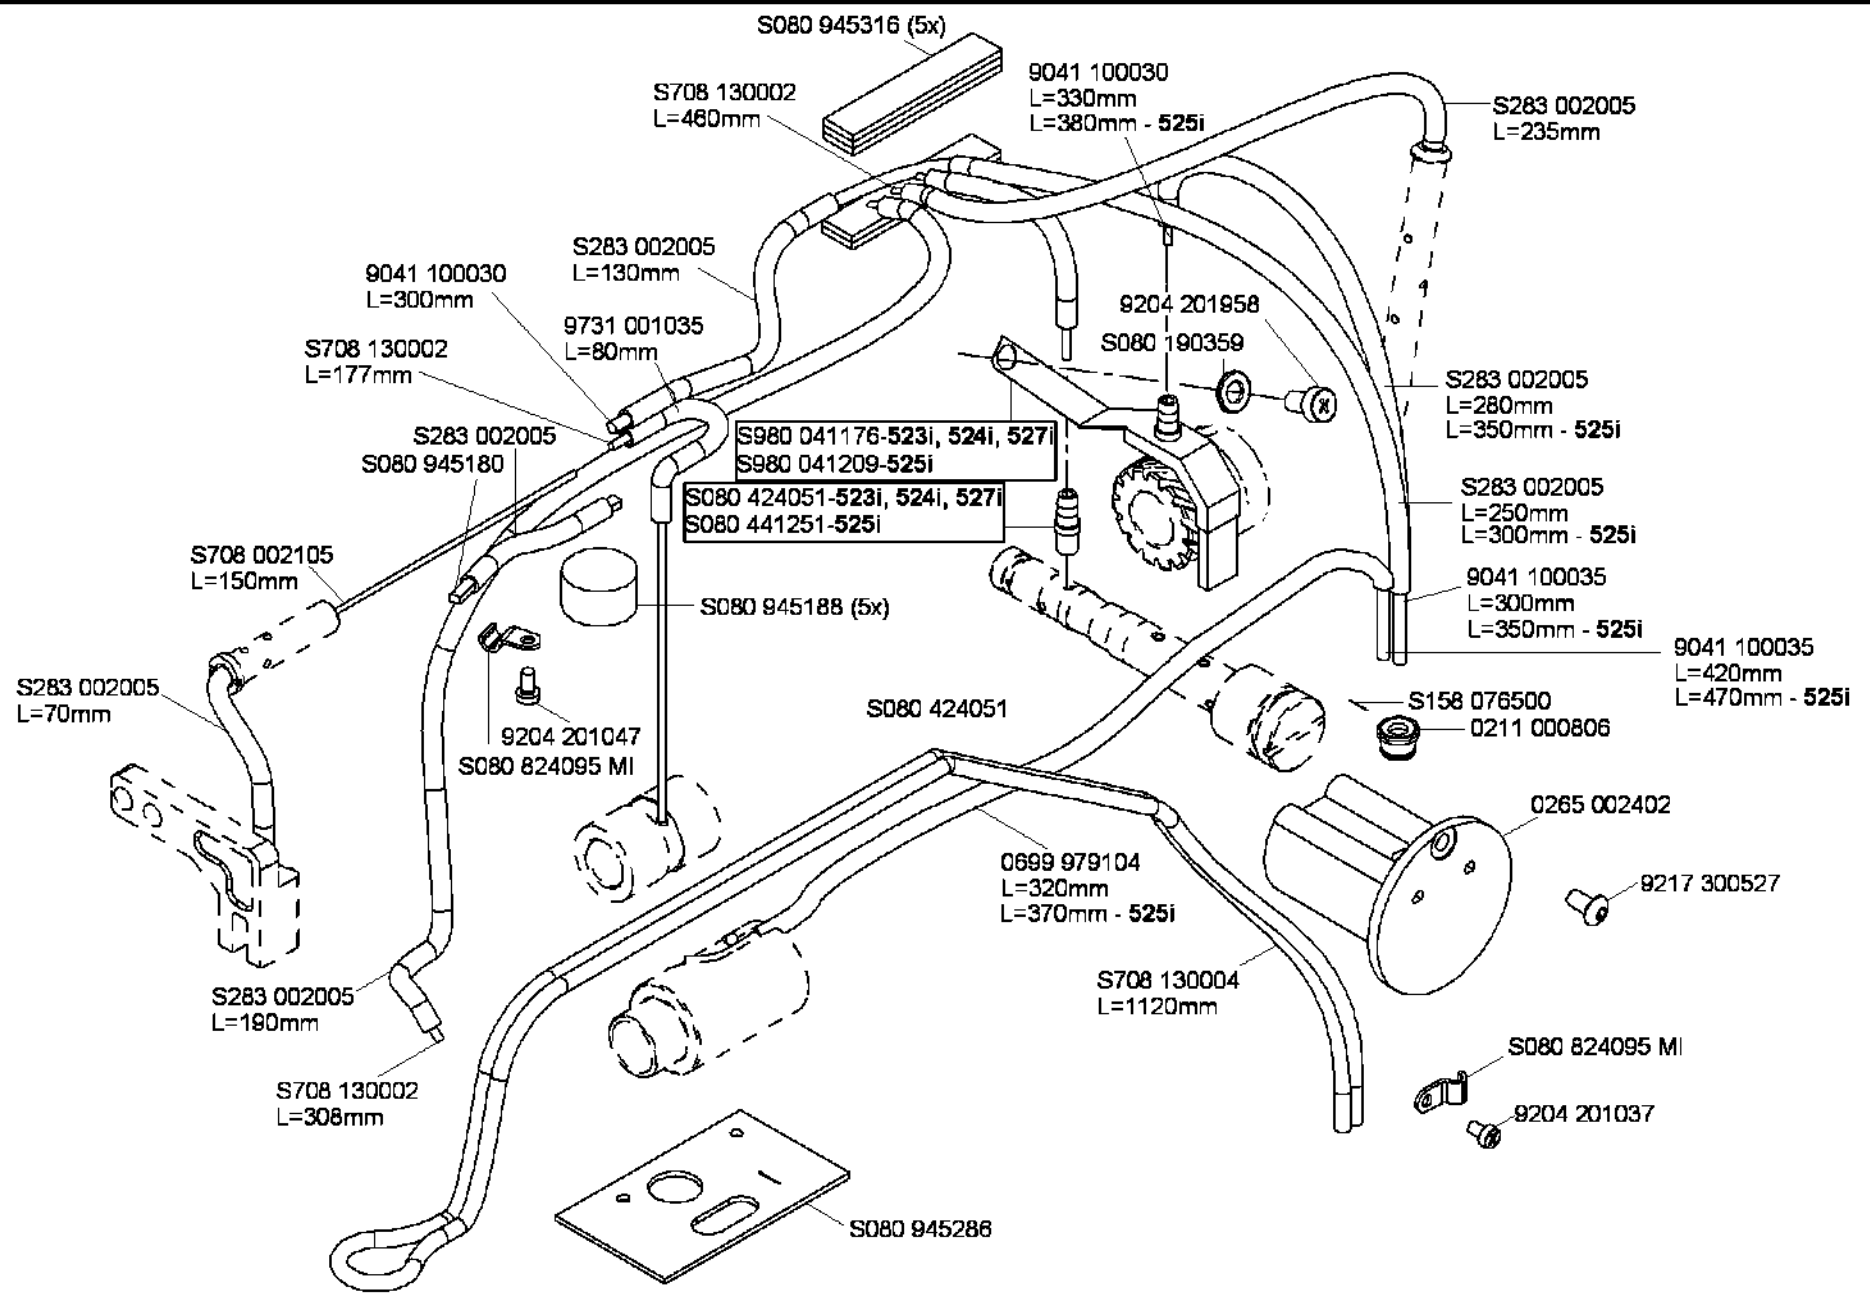 S080 945316 (5x)
S708 130002
L=460mm
9041 100030
L=330mm
L=380mm - 525i
S283 002005
L=235mm
S283 002005
L=130mm
9041 100030
L=300mm
9731 001035
L=80mm
S708 130002
L=177mm
9204 201958
S080 190359
S283 002005
L=280mm
L=350mm - 525i
S283 002005
S080 945180
S980 041176-523i, 524i, 527i
S980 041209-525i
S080 424051-523i, 524i, 527i
S080 441251-525i
S283 002005
L=250mm
L=300mm - 525i
S708 002105
L=150mm
S080 945188 (5x)
9041 100035
L=300mm
L=350mm - 525i
9041 100035
L=420mm
L=470mm - 525i
S283 002005
L=70mm
S080 424051
S158 076500
0211 000806
9204 201047
S080 824095 MI
0265 002402
0699 979104
L=320mm
L=370mm - 525i
9217 300527
S283 002005
L=190mm
S708 130004
L=1120mm
S080 824095 MI
S708 130002
L=308mm
9204 201037
S080 945286